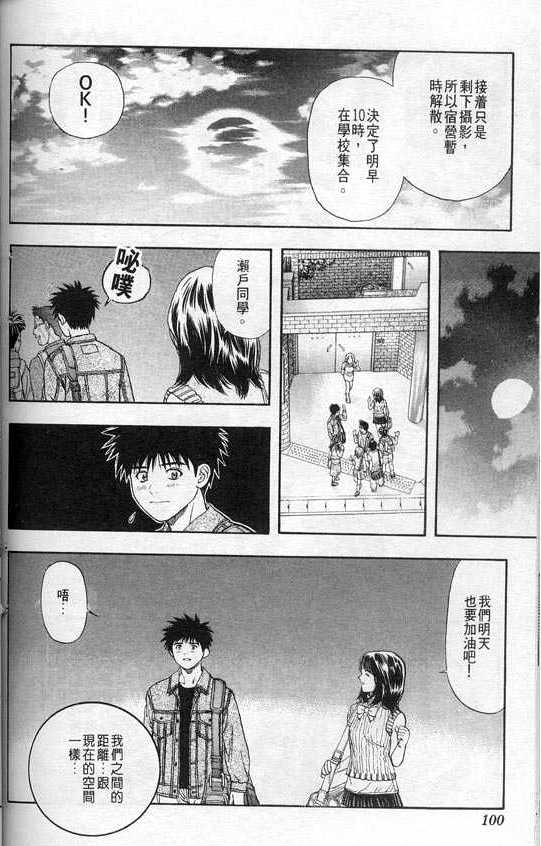 接着只是
剩下攝影，
所以宿營暫
時解散。
決定了明早
10時，
在學校集合。
OK！
瀨戶同學。
咇
噗
我們明天
也要加油吧！
唔…
我們之間的
距離…跟
現在的空間
一樣…
100